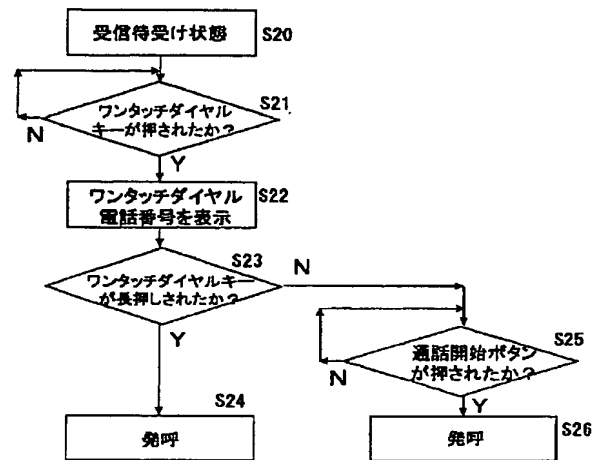 受信待受け状態
S20
S21
ワンタッチダイヤル
キーが押されたか？
N
Y
S22
ワンタッチダイヤル
電話番号を表示
S23
N
ワンタッチダイヤルキー
が長押しされたか？
Y
S25
通話開始ボタン
が押されたか？
N
Y
S24
発呼
発呼
S26